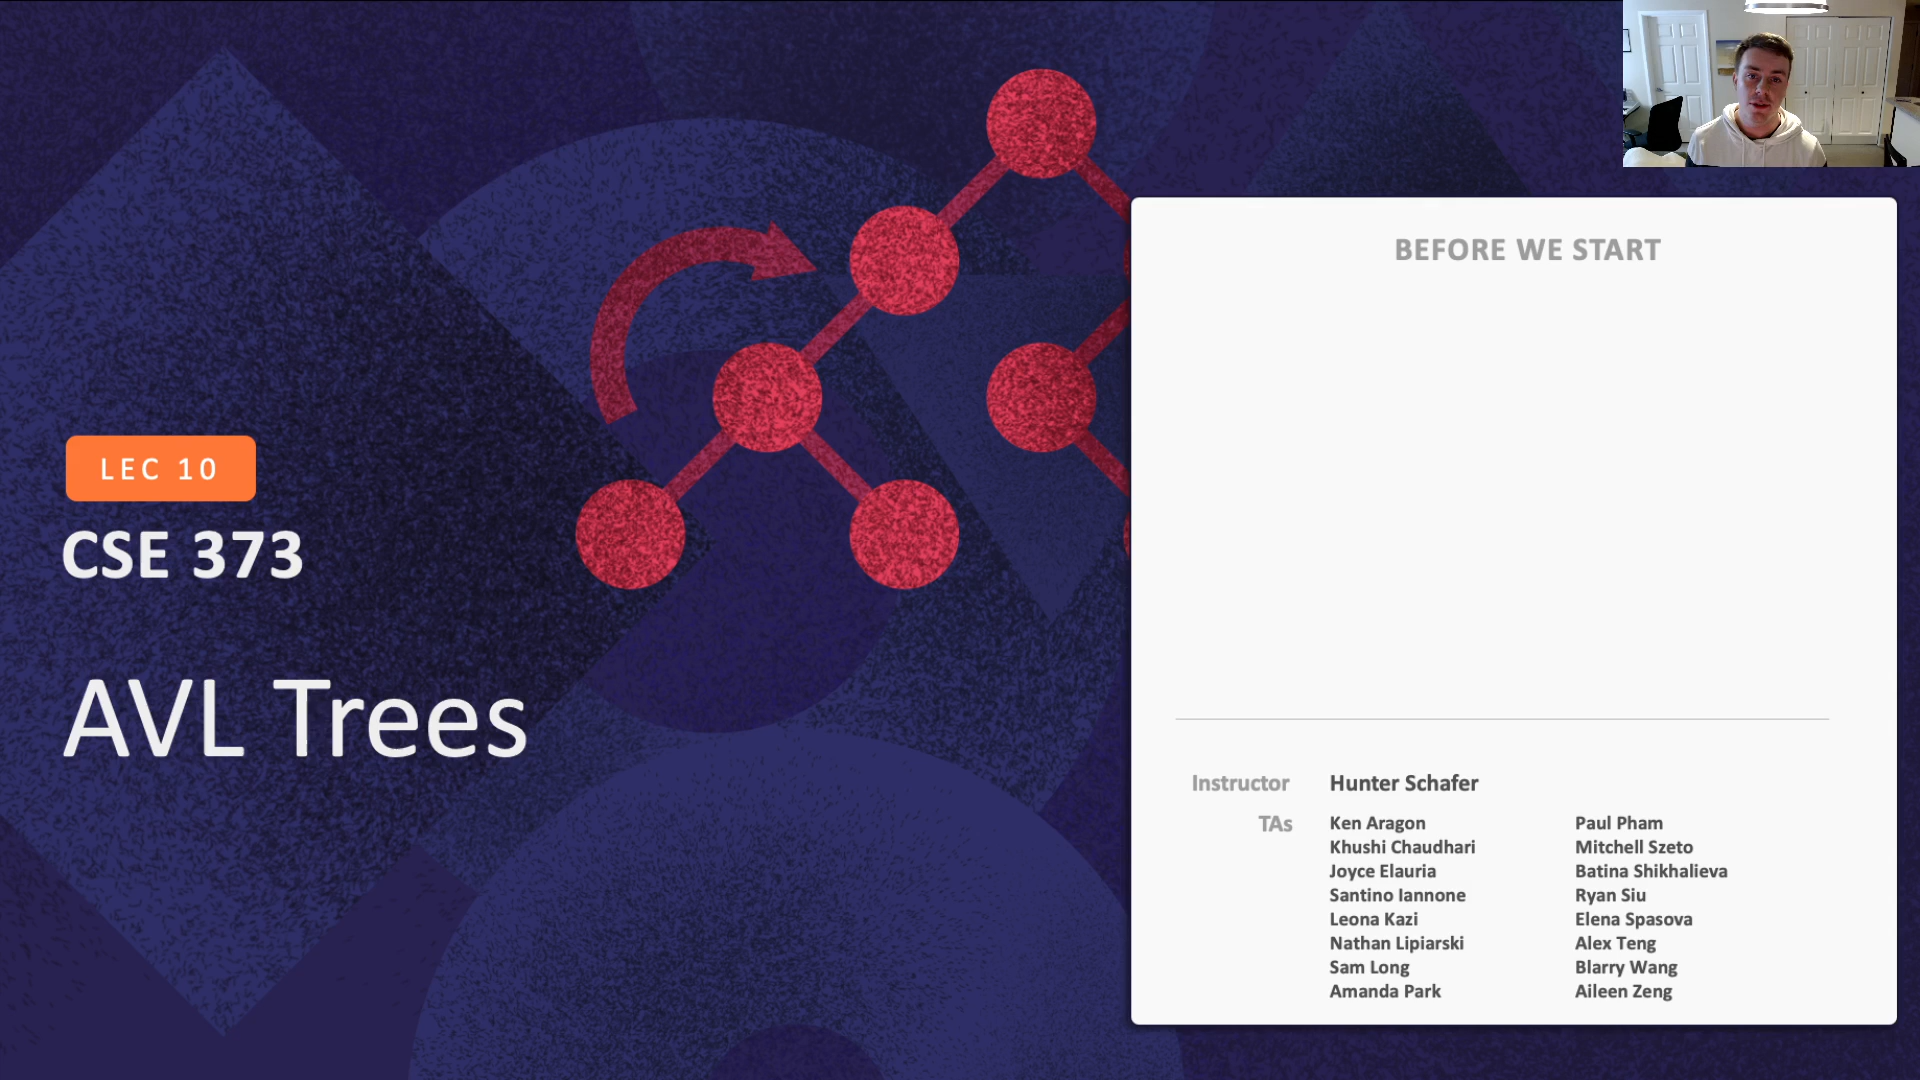 LEC 10
CSE 373
AVL Trees
BEFORE WE START
Instructor Hunter Schafer
TAs Ken Aragon Paul Pham
Khushi Chaudhari Mitchell Szeto
Joyce Elauria Batina Shikhalieva
Santino Iannone Ryan Siu
Leona Kazi Elena Spasova
Nathan Lipiarski Alex Teng
Sam Long Blarry Wang
Amanda Park Aileen Zeng